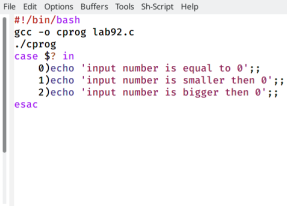 File Edit Options Buffers Tools Sh-Script Help
#!/bin/bash
gcc -o cprog lab92.c
./cprog
case $? in
    0)echo 'input number is equal to 0';;
    1)echo 'input number is smaller then 0';;
    2)echo 'input number is bigger then 0';;
esac